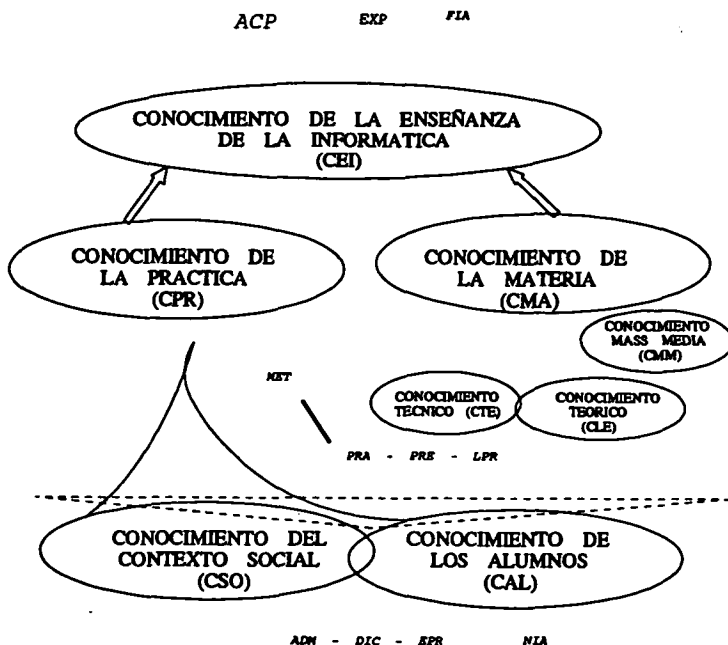 ACP EXP FIA
CONOCIMIENTO DE LA ENSEÑANZA
DE LA INFORMATICA
(CEI)
CONOCIMIENTO DE
LA PRACTICA
(CPR)
CONOCIMIENTO DE
LA MATERIA
(CMA)
CONOCIMIENTO
MASS MEDIA
(CMM)
MET
CONOCIMIENTO
TECNICO (CTE)
CONOCIMIENTO
TEORICO
(CLE)
PRA - PRE - LPR
CONOCIMIENTO DEL
CONTEXTO SOCIAL
(CSO)
CONOCIMIENTO DE
LOS ALUMNOS
(CAL)
ADM - DIC - EPR NIA